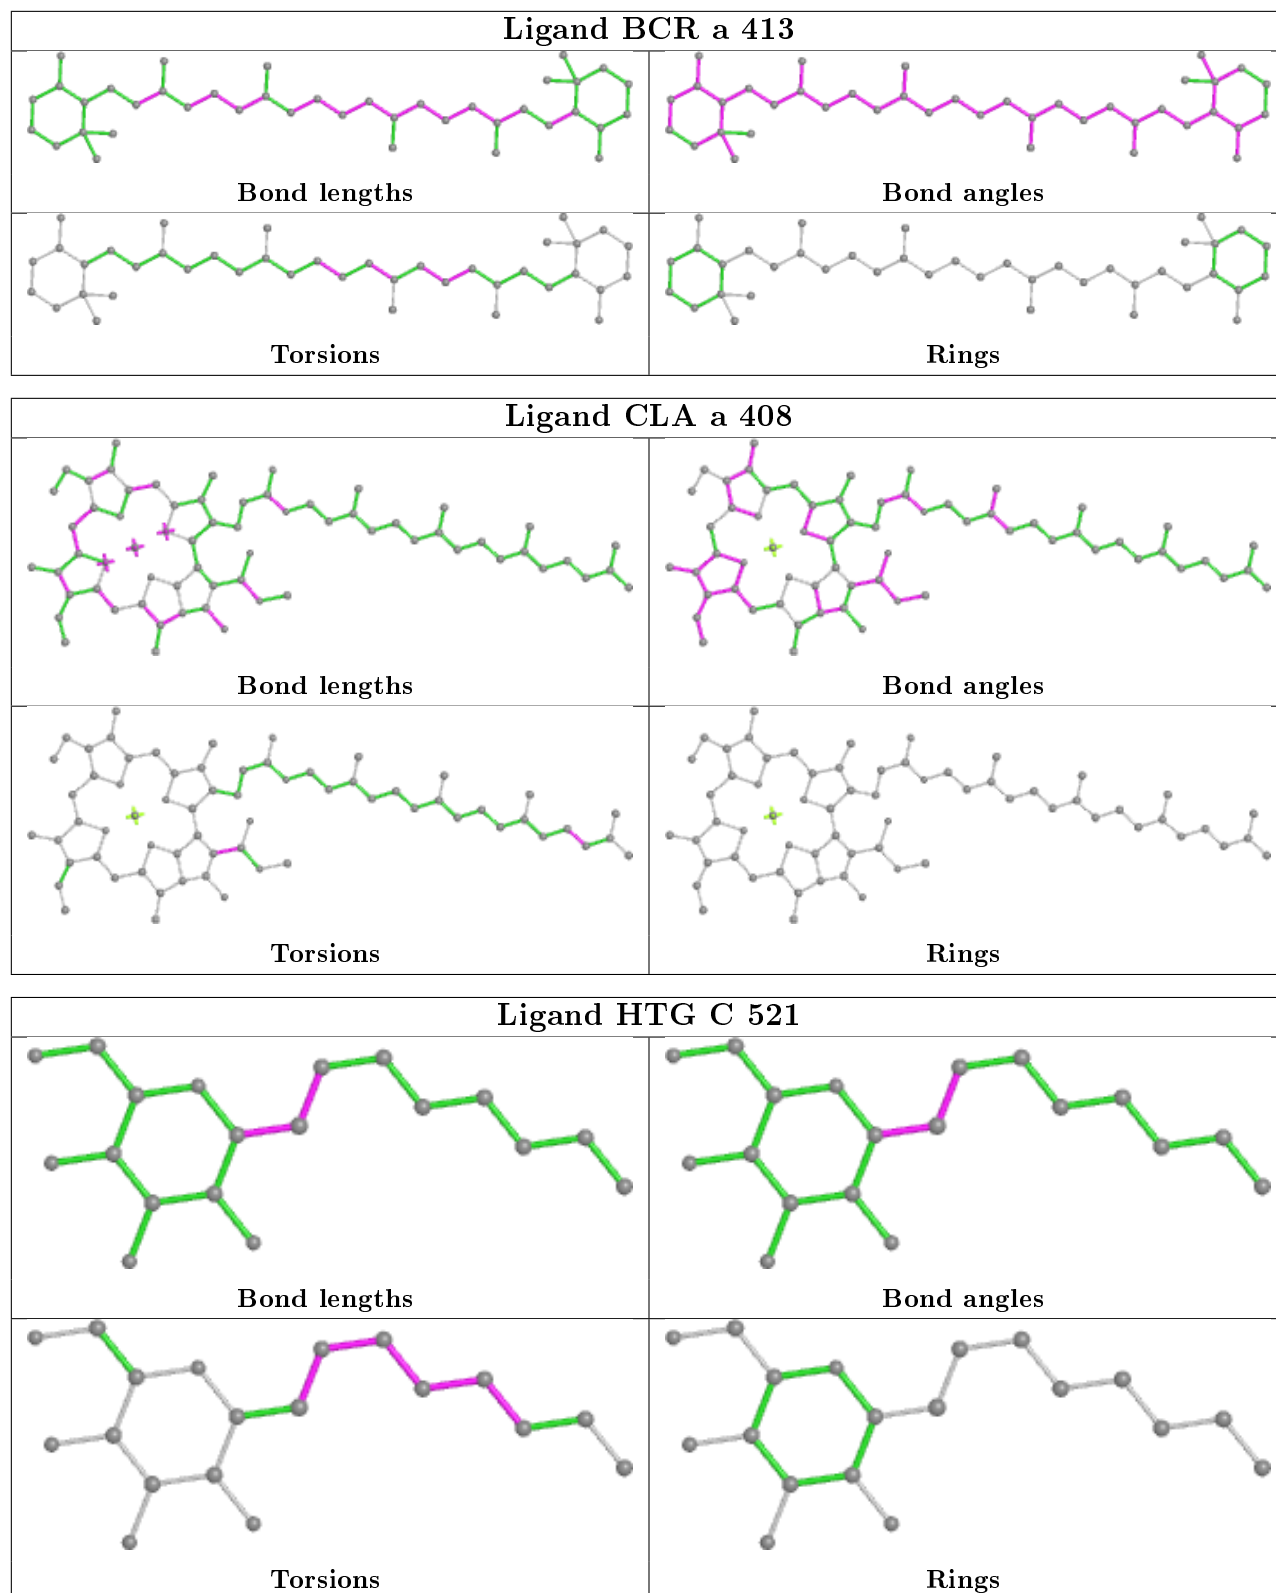 Ligand BCR a 413
Bond lengths
Bond angles
Torsions
Rings
Ligand CLA a 408
Bond lengths
Bond angles
Torsions
Rings
Ligand HTG C 521
Bond lengths
Bond angles
Torsions
Rings